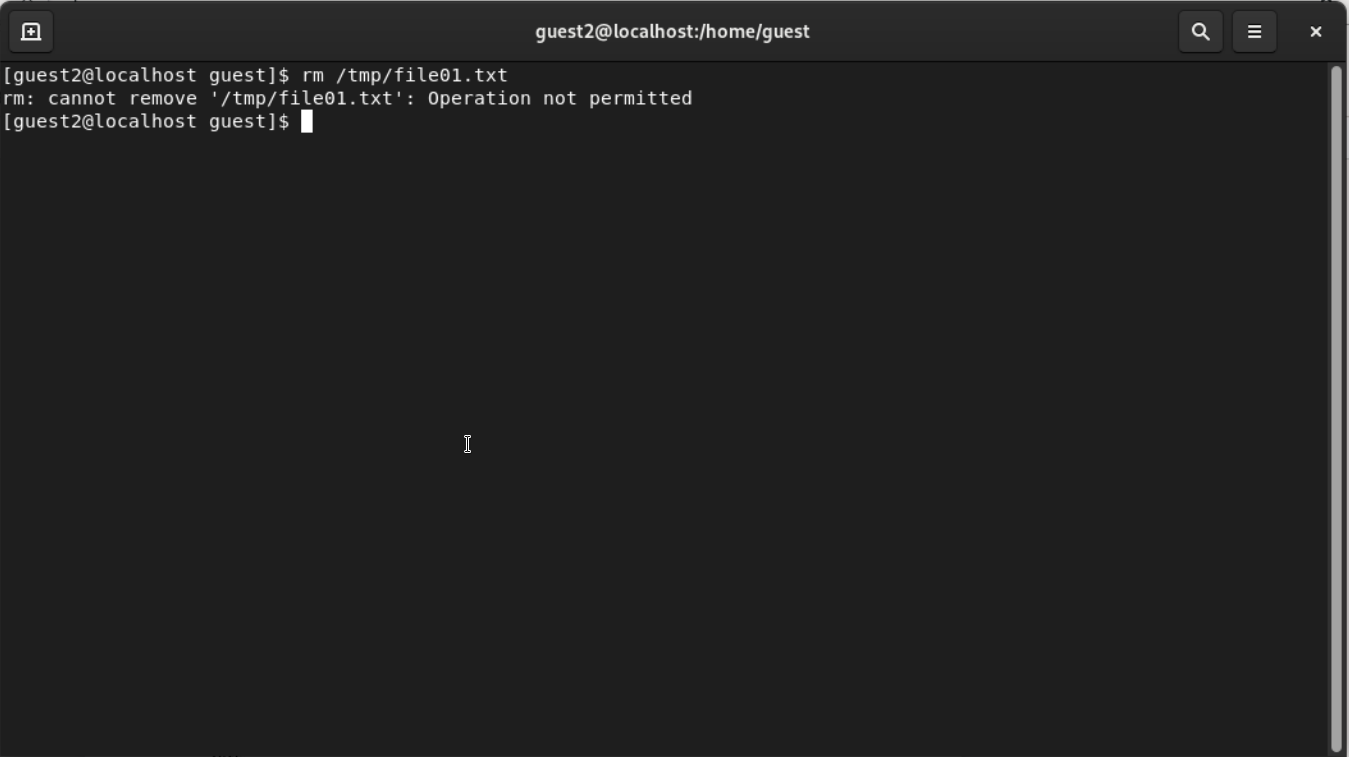 guest2@localhost:/home/guest
[guest2@localhost guest]$ rm /tmp/file01.txt
rm: cannot remove '/tmp/file01.txt': Operation not permitted
[guest2@localhost guest]$